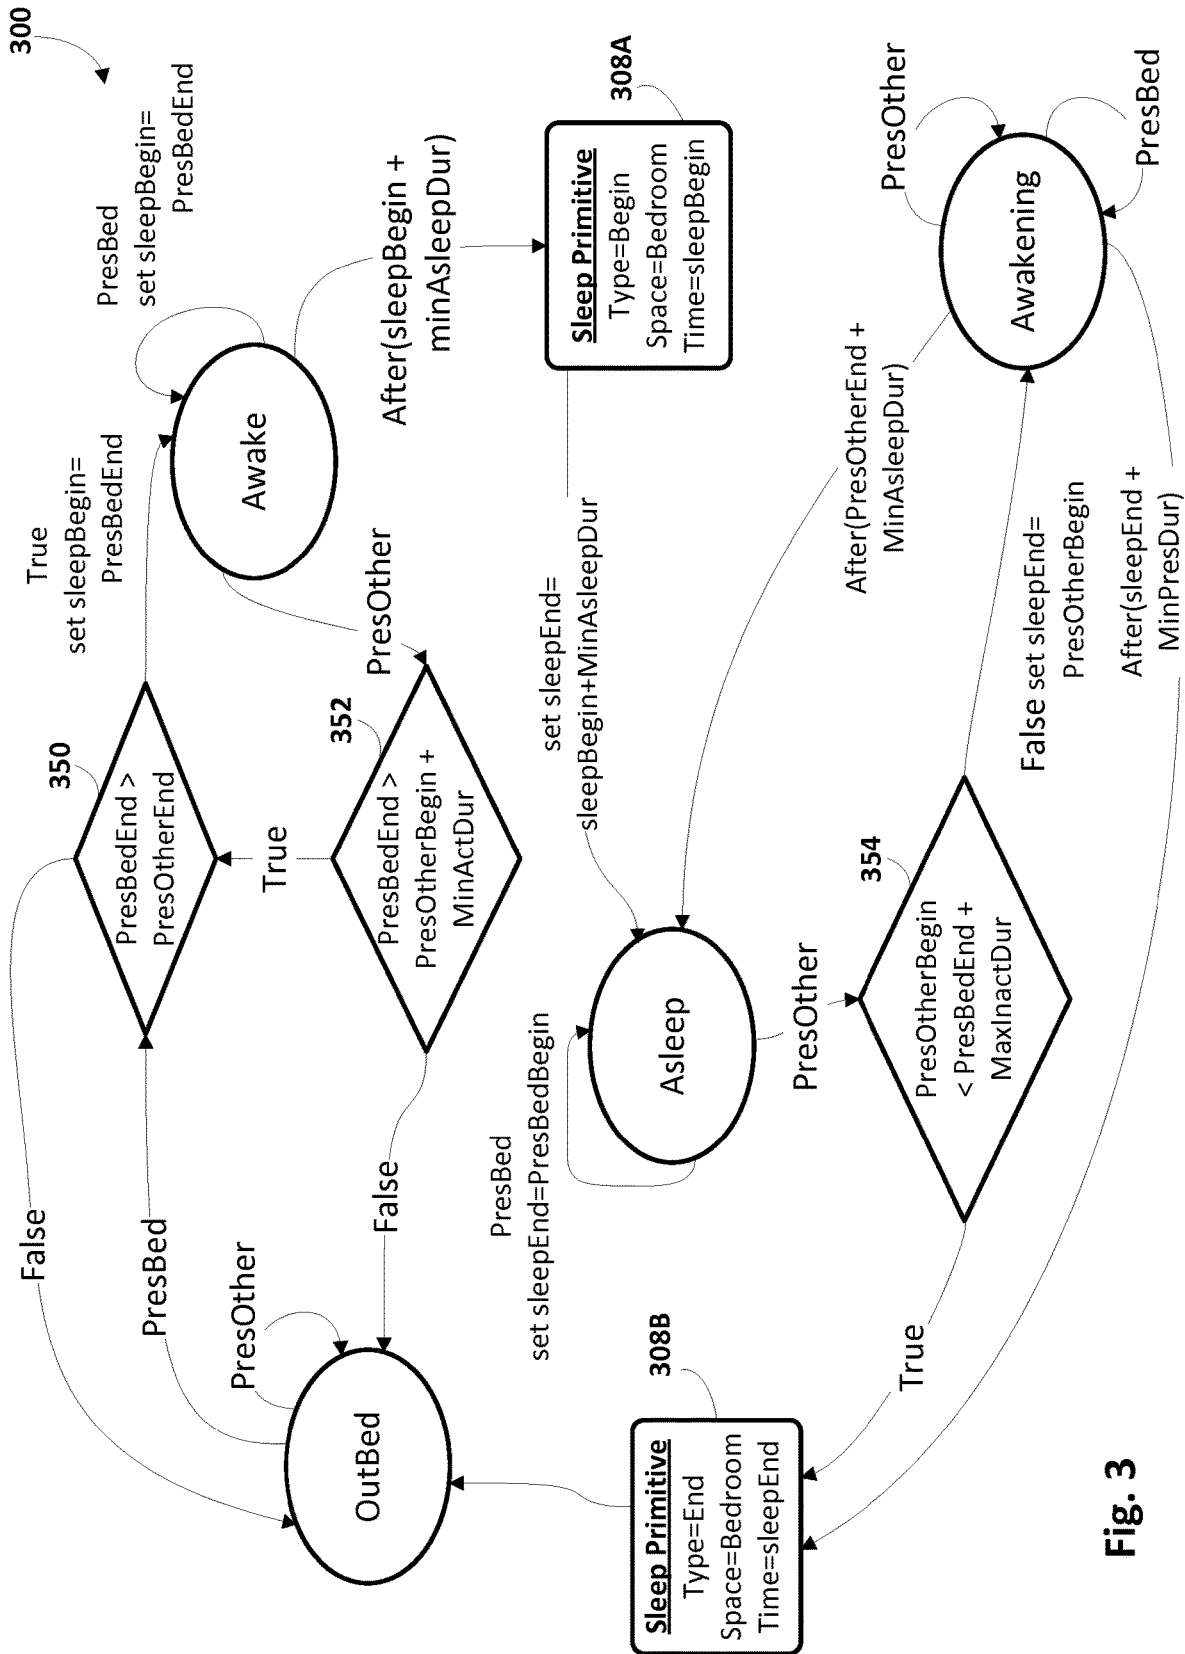 300
PresBed
set sleepBegin=
PresBedEnd
True
set sleepBegin=
PresBedEnd
Awake
After(sleepBegin +
minAsleepDur)
308A
Sleep Primitive
Type=Begin
Space=Bedroom
Time=sleepBegin
PresOther
350
PresBedEnd >
PresOtherEnd
352
PresBedEnd >
PresOtherBegin +
MinActDur
True
False
PresBed
False
PresOther
OutBed
set sleepEnd=
sleepBegin+MinAsleepDur
PresBed
set sleepEnd=PresBedBegin
Asleep
PresOther
354
PresOtherBegin
< PresBedEnd +
MaxInactDur
True
False set sleepEnd=
PresOtherBegin
After(PresOtherEnd +
MinAsleepDur)
Awakening
PresOther
PresBed
After(sleepEnd +
MinPresDur)
308B
Sleep Primitive
Type=End
Space=Bedroom
Time=sleepEnd
Fig. 3